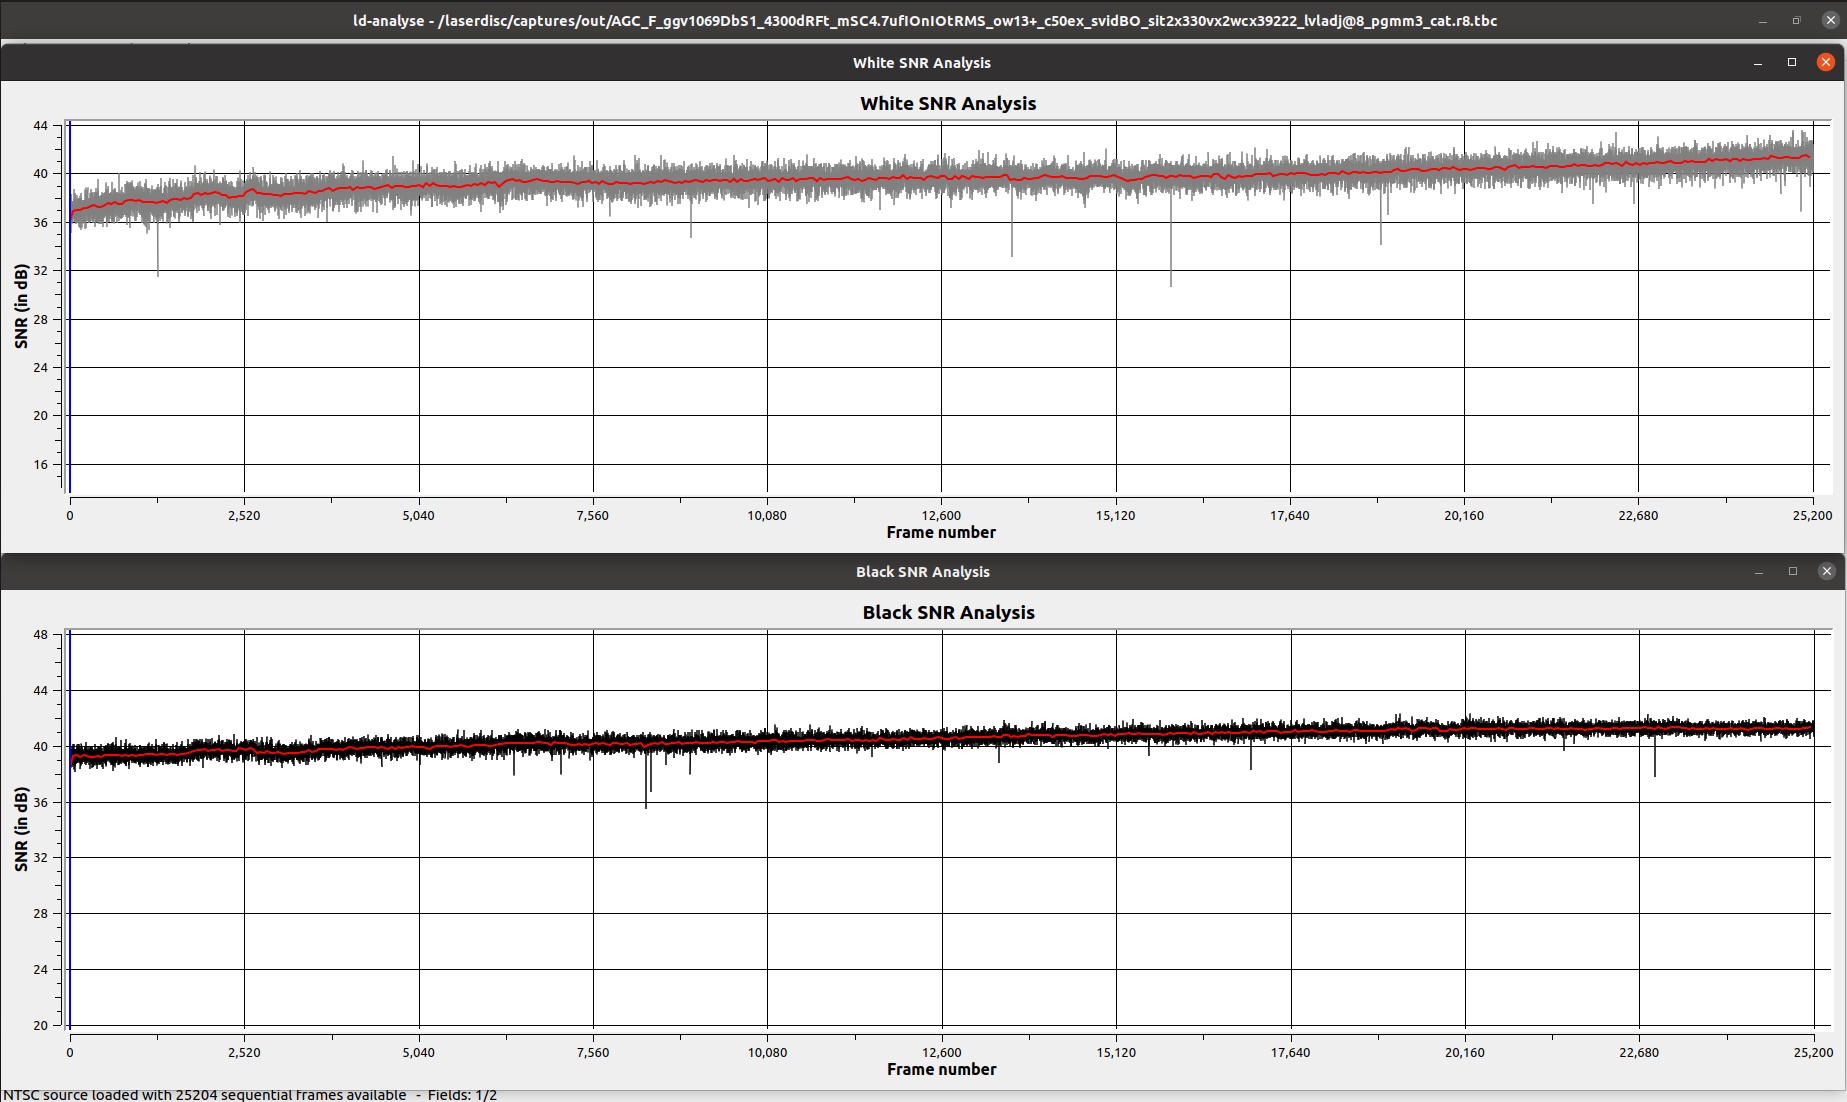 ld-analyse - /laserdisc/captures/out/AGC_F_ggv1069DbS1_4300dRFt_mSC4.7ufIOnIOtRMS_ow13+_c50ex_svidBO_sit2x330vx2wcx39222_lvladj@8_pgmm3_cat.r8.tbc
White SNR Analysis
White SNR Analysis
44
40
36
32
28
24
20
16
SNR (in dB)
0 2,520 5,040 7,560 10,080 12,600 15,120 17,640 20,160 22,680 25,200
Frame number
Black SNR Analysis
Black SNR Analysis
48
44
40
36
32
28
24
20
SNR (in dB)
0 2,520 5,040 7,560 10,080 12,600 15,120 17,640 20,160 22,680 25,200
Frame number
NTSC source loaded with 25204 sequential frames available - Fields: 1/2